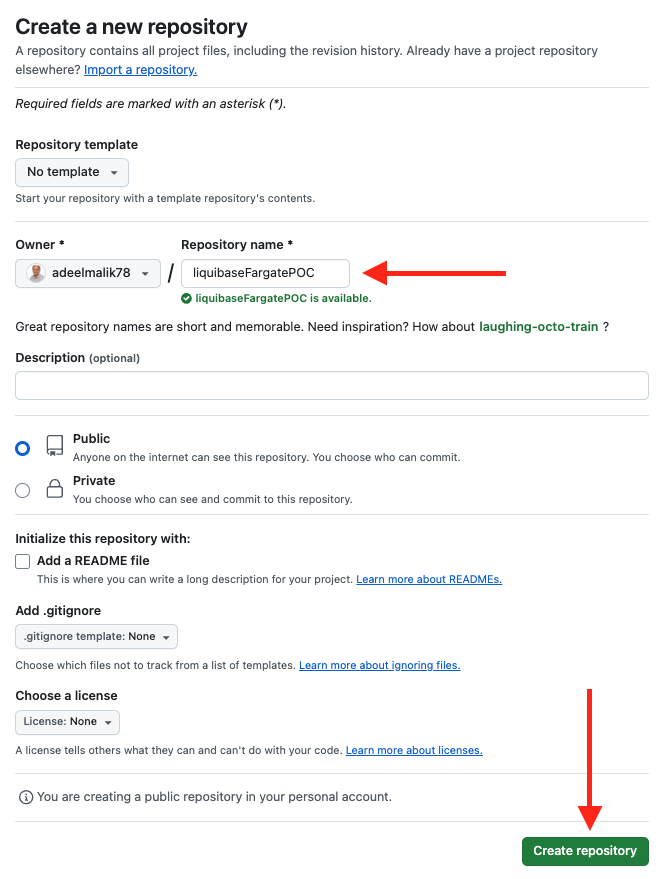 Create a new repository
A repository contains all project files, including the revision history. Already have a project repository
elsewhere? Import a repository.
Required fields are marked with an asterisk (*).
Repository template
No template
Start your repository with a template repository's contents.
Owner *
Repository name *
adeelmalik78 / liquibaseFargatePOC
liquibaseFargatePOC is available.
Great repository names are short and memorable. Need inspiration? How about laughing-octo-train ?
Description (optional)
Public
Anyone on the internet can see this repository. You choose who can commit.
Private
You choose who can see and commit to this repository.
Initialize this repository with:
Add a README file
This is where you can write a long description for your project. Learn more about READMEs.
Add .gitignore
.gitignore template: None
Choose which files not to track from a list of templates. Learn more about ignoring files.
Choose a license
License: None
A license tells others what they can and can't do with your code. Learn more about licenses.
You are creating a public repository in your personal account.
Create repository